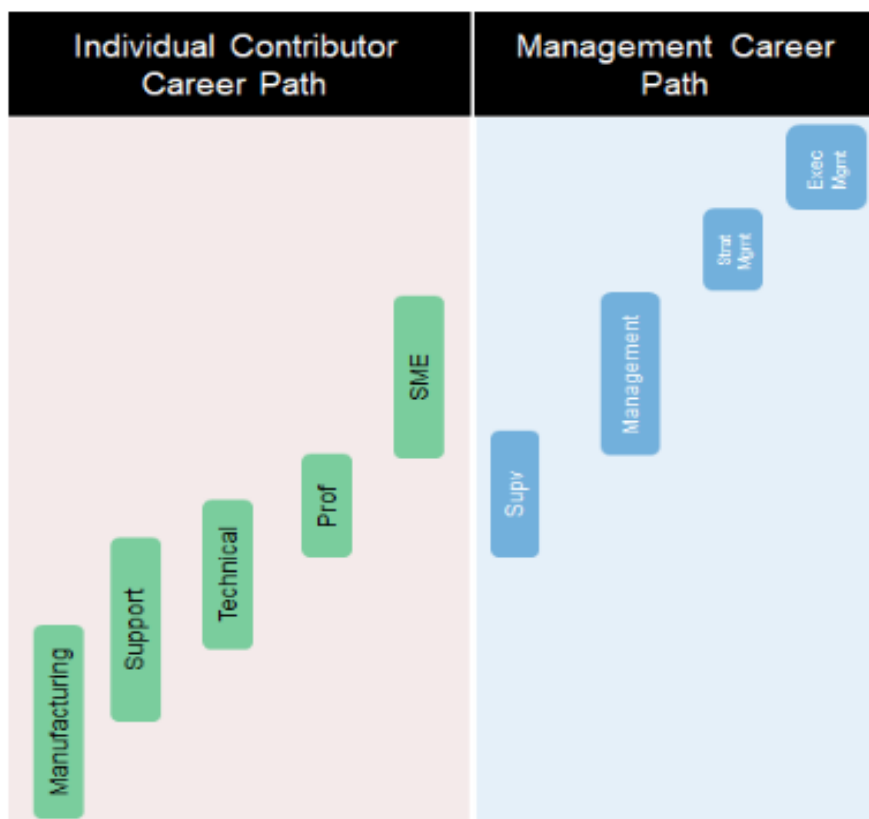 Individual Contributor
Career Path
Management Career
Path
Manufacturing
Support
Technical
Prof
SME
Supv
Management
Strat
Mgmt
Exec
Mgmt